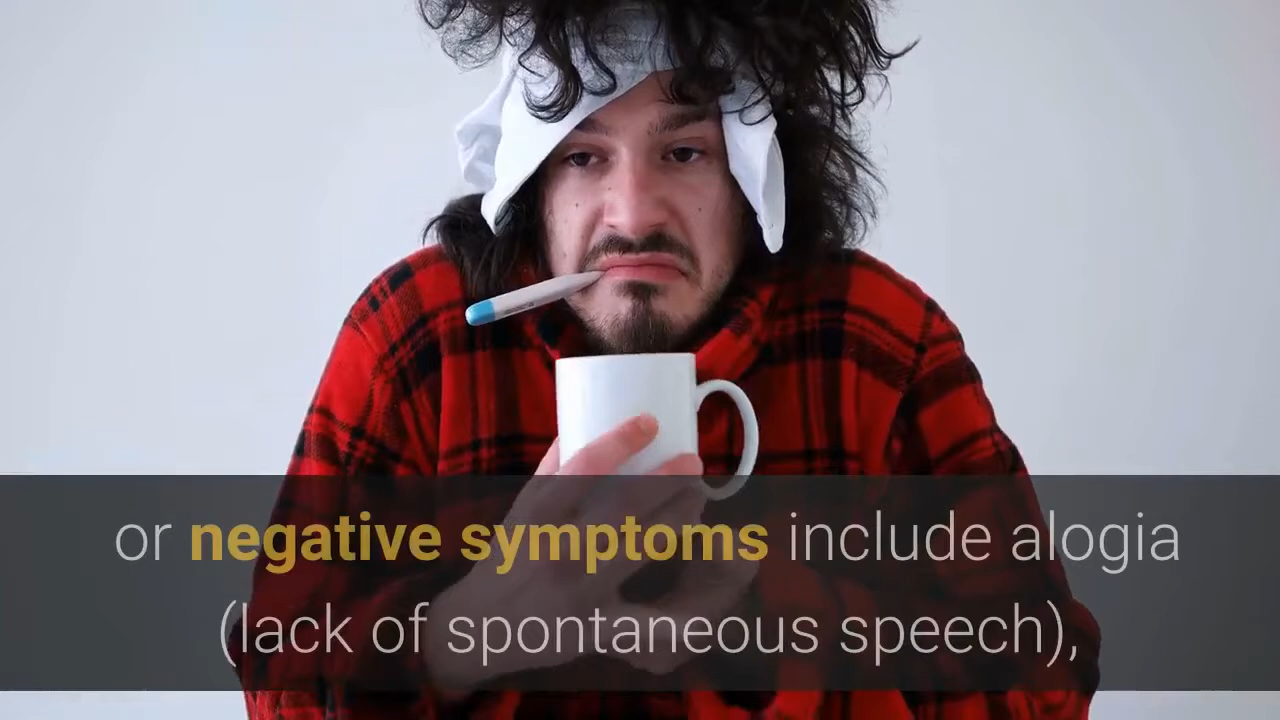 or negative symptoms include alogia
(lack of spontaneous speech),